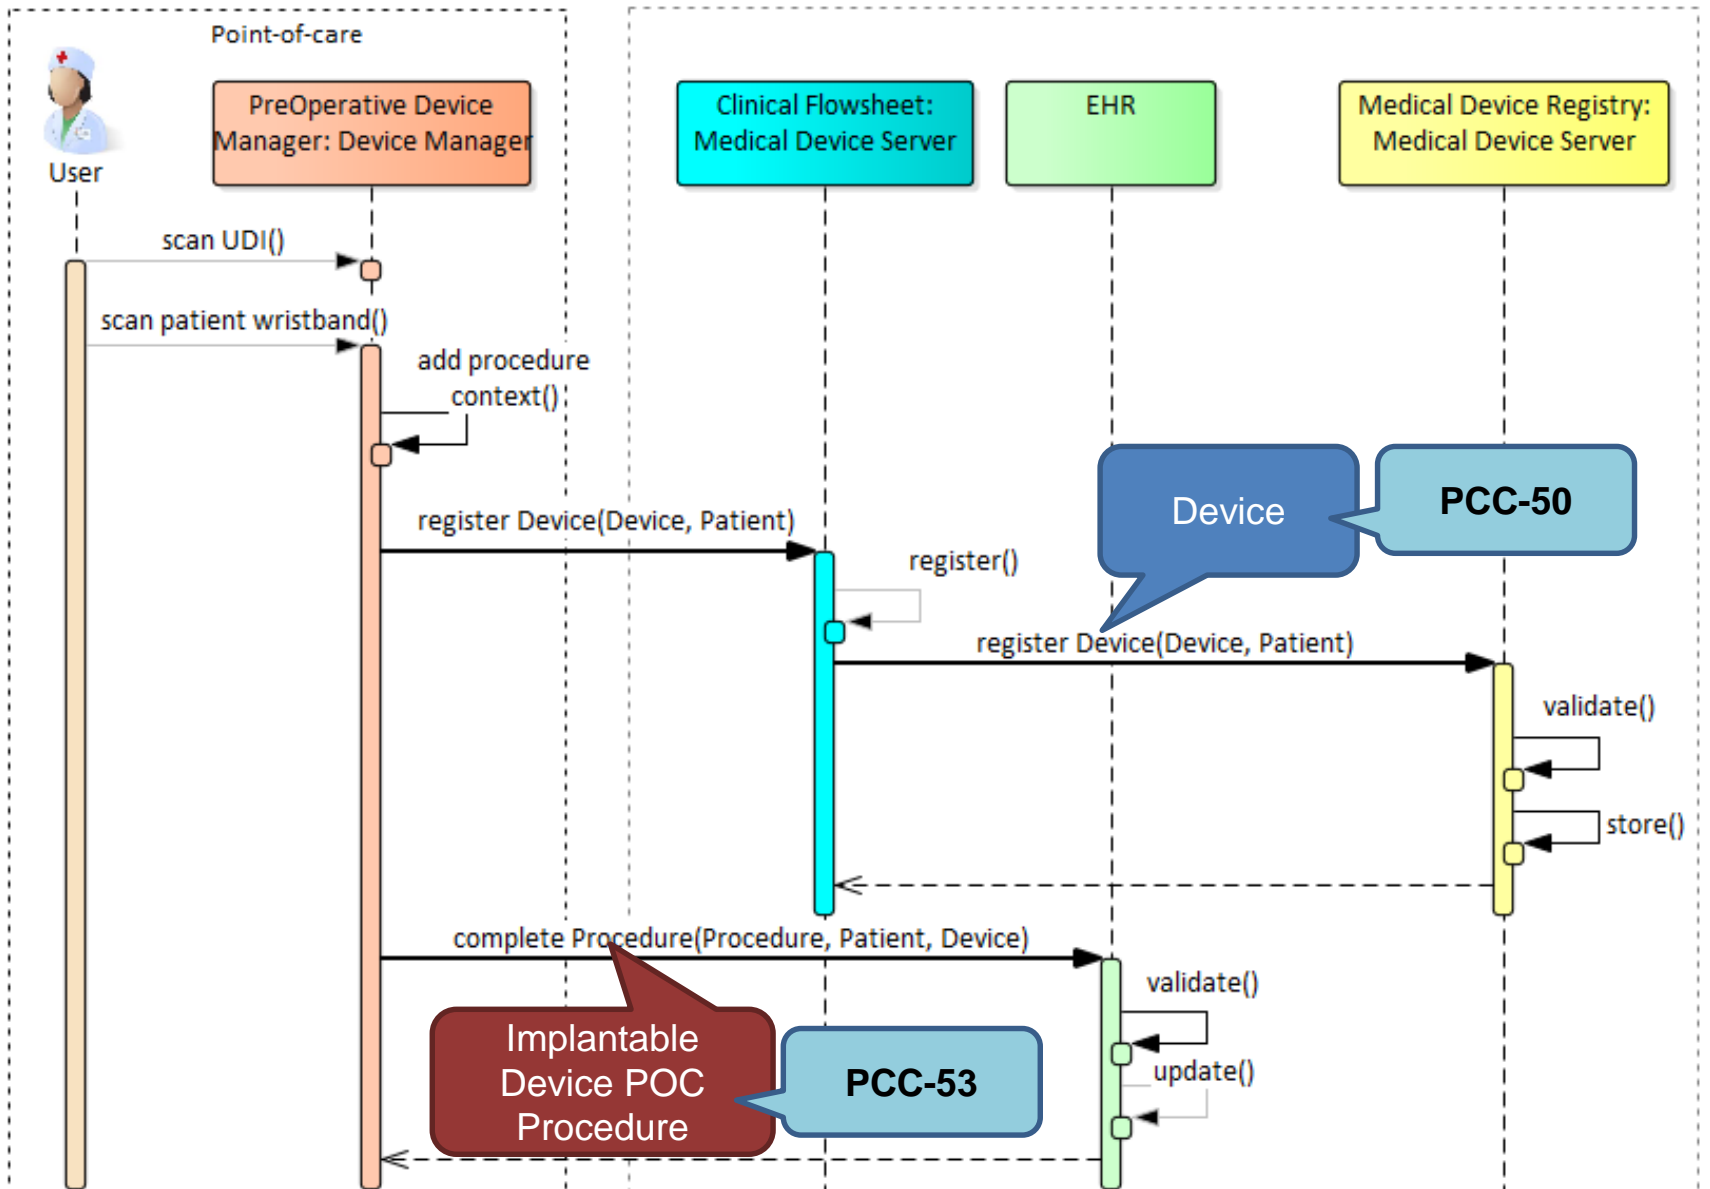 Point-of-care
User
PreOperative Device
Manager: Device Manager
Clinical Flowsheet:
Medical Device Server
EHR
Medical Device Registry:
Medical Device Server
scan UDI()
scan patient wristband()
add procedure
context()
register Device(Device, Patient)
Device
PCC-50
register()
register Device(Device, Patient)
validate()
store()
complete Procedure(Procedure, Patient, Device)
validate()
Implantable
Device POC
Procedure
PCC-53
update()